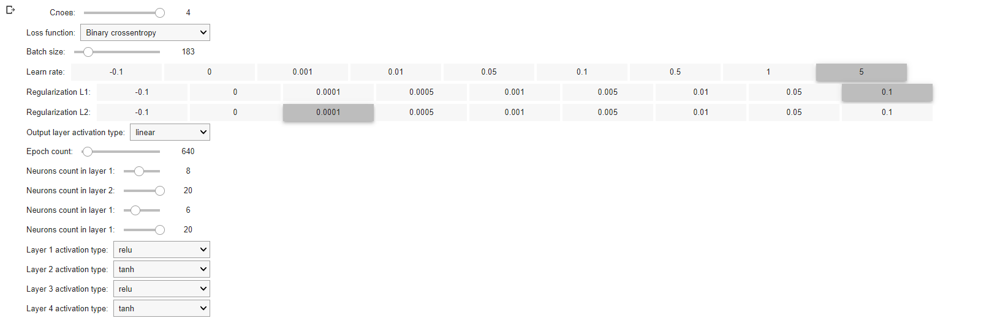 Слоев: 4
Loss function: Binary crossentropy
Batch size: 183
Learn rate: -0.1 0 0.001 0.01 0.05 0.1 0.5 1 5
Regularization L1: -0.1 0 0.0001 0.0005 0.001 0.005 0.01 0.05 0.1
Regularization L2: -0.1 0 0.0001 0.0005 0.001 0.005 0.01 0.05 0.1
Output layer activation type: linear
Epoch count: 640
Neurons count in layer 1: 8
Neurons count in layer 2: 20
Neurons count in layer 1: 6
Neurons count in layer 1: 20
Layer 1 activation type: relu
Layer 2 activation type: tanh
Layer 3 activation type: relu
Layer 4 activation type: tanh